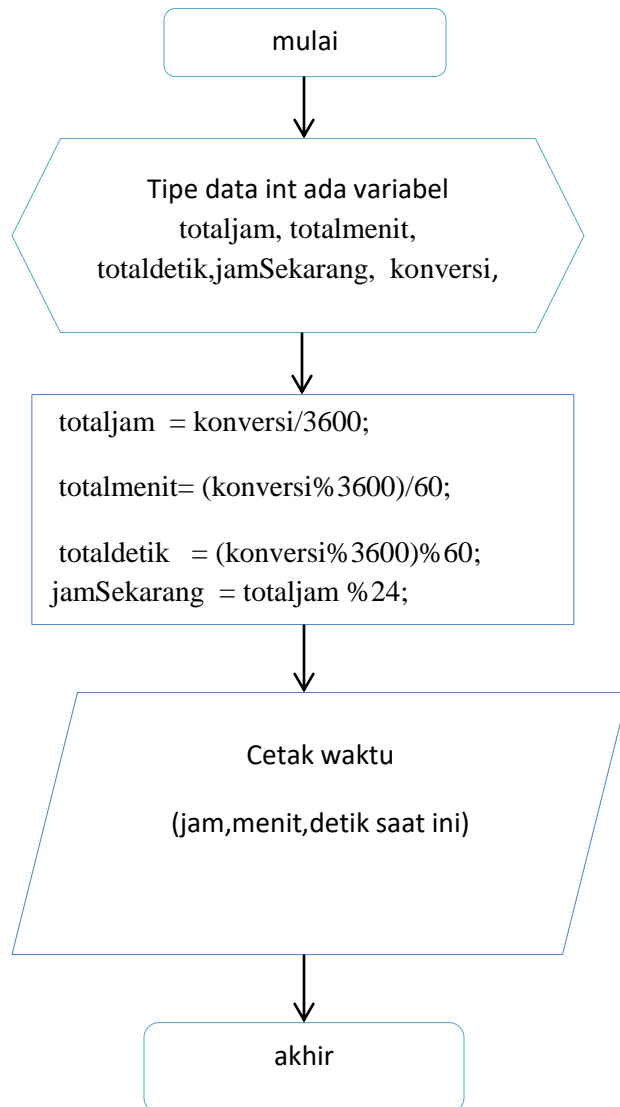 mulai
Tipe data int ada variabel
totaljam, totalmenit,
totaldetik,jamSekarang, konversi,
totaljam = konversi/3600;
totalmenit= (konversi%3600)/60;
totaldetik = (konversi%3600)%60;
jamSekarang = totaljam %24;
Cetak waktu
(jam,menit,detik saat ini)
akhir